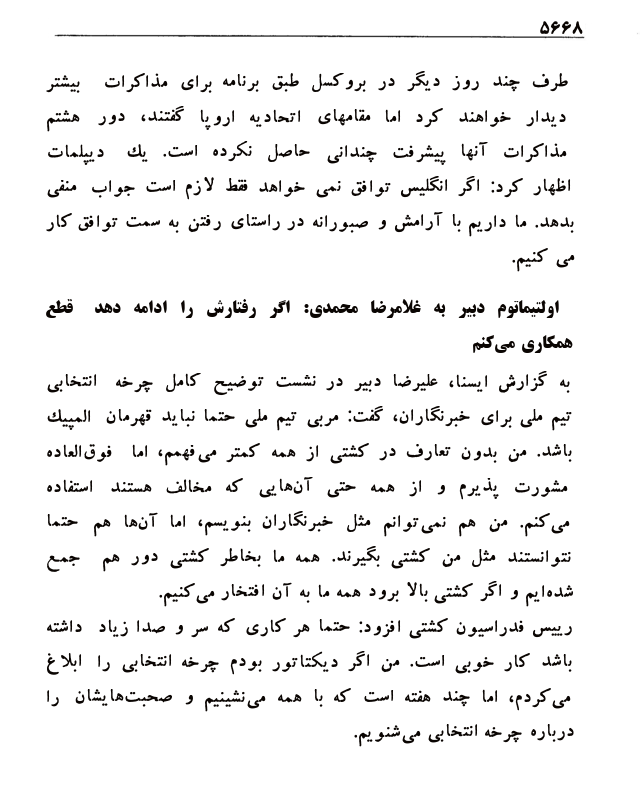 ۵۶۶۸
طرف چند روز دیگر در بروکسل طبق برنامه برای مذاکرات بیشتر
دیدار خواهند کرد اما مقامهای اتحادیه اروپا گفتند، دور هشتم
مذاکرات آنها پیشرفت چندانی حاصل نکرده است. یك دیپلمات
اظهار کرد: اگر انگلیس توافق نمی خواهد فقط لازم است جواب منفی
بدهد. ما داریم با آرامش و صبورانه در راستای رفتن به سمت توافق کار
می کنیم.
اولتیماتوم دبیر به غلامرضا محمدی: اگر رفتارش را ادامه دهد قطع
همکاری می‌کنم
به گزارش ایسنا، علیرضا دبیر در نشست توضیح کامل چرخه انتخابی
تیم ملی برای خبرنگاران، گفت: مربی تیم ملی حتما نباید قهرمان المپیك
باشد. من بدون تعارف در کشتی از همه کمتر می‌فهمم، اما فوق‌العاده
مشورت پذیرم و از همه حتی آن‌هایی که مخالف هستند استفاده
می‌کنم. من هم نمی‌توانم مثل خبرنگاران بنویسم، اما آن‌ها هم حتما
نتوانستند مثل من کشتی بگیرند. همه ما بخاطر کشتی دور هم جمع
شده‌ایم و اگر کشتی بالا برود همه ما به آن افتخار می‌کنیم.
رییس فدراسیون کشتی افزود: حتما هر کاری که سر و صدا زیاد داشته
باشد کار خوبی است. من اگر دیکتاتور بودم چرخه انتخابی را ابلاغ
می‌کردم، اما چند هفته است که با همه می‌نشینیم و صحبت‌هایشان را
درباره چرخه انتخابی می‌شنویم.